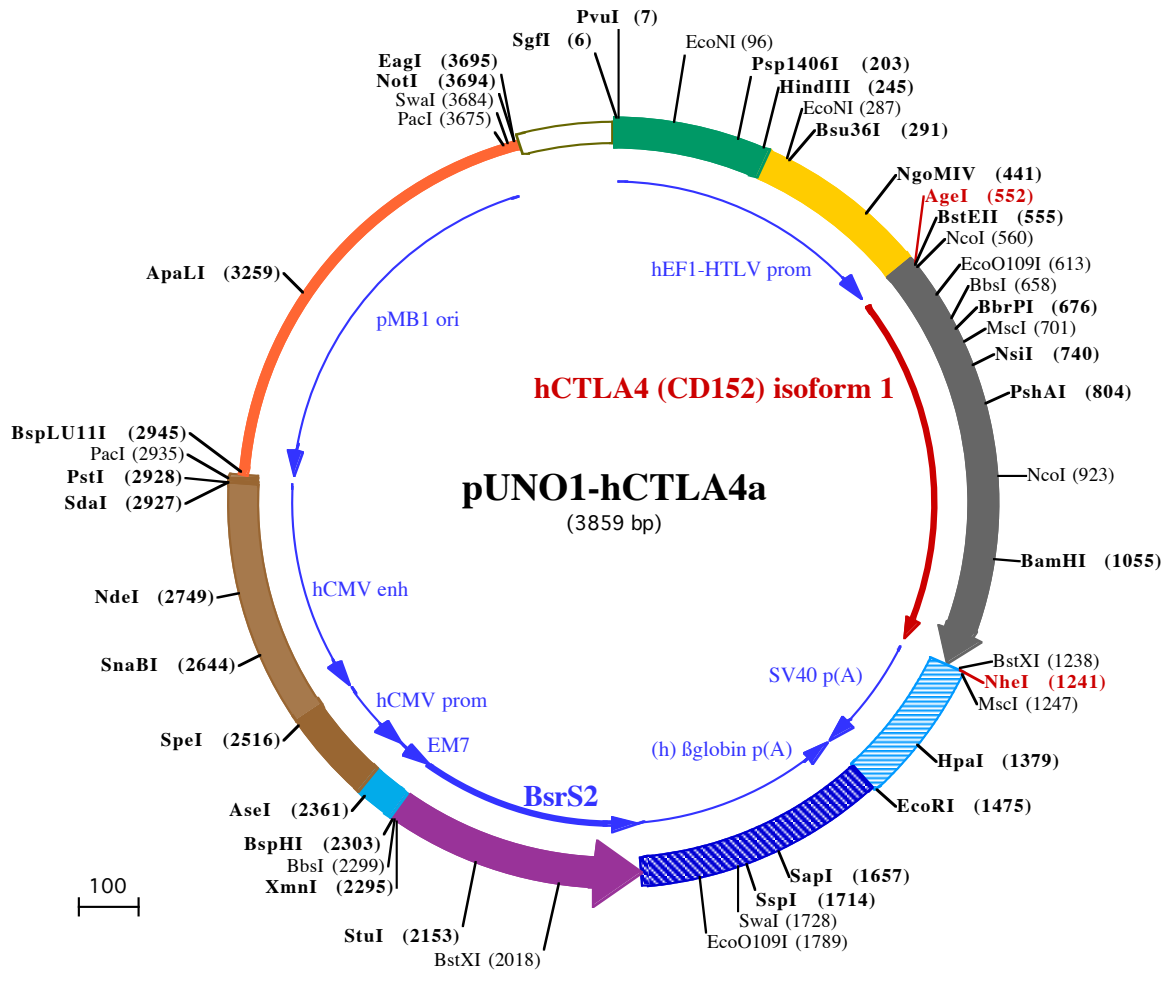 PvuI (7)
SgfI (6)
EcoNI (96)
EagI (3695)
Psp1406I (203)
NotI (3694)
HindIII (245)
SwaI (3684)
EcoNI (287)
PacI (3675)
Bsu36I (291)
NgoMIV (441)
AgeI (552)
BstEII (555)
NcoI (560)
EcoO109I (613)
hEF1-HTLV prom
ApaLI (3259)
BbsI (658)
BbrPI (676)
pMB1 ori
MscI (701)
NsiI (740)
hCTLA4 (CD152) isoform 1
PshAI (804)
BspLU11I (2945)
PacI (2935)
PstI (2928)
NcoI (923)
pUNO1-hCTLA4a
SdaI (2927)
(3859 bp)
BamHI (1055)
hCMV enh
NdeI (2749)
BstXI (1238)
SnaBI (2644)
SV40 p(A)
NheI (1241)
hCMV prom
MscI (1247)
SpeI (2516)
EM7
(h) ßglobin p(A)
HpaI (1379)
BsrS2
EcoRI (1475)
AseI (2361)
BspHI (2303)
BbsI (2299)
SapI (1657)
100
XmnI (2295)
SspI (1714)
SwaI (1728)
StuI (2153)
EcoO109I (1789)
BstXI (2018)